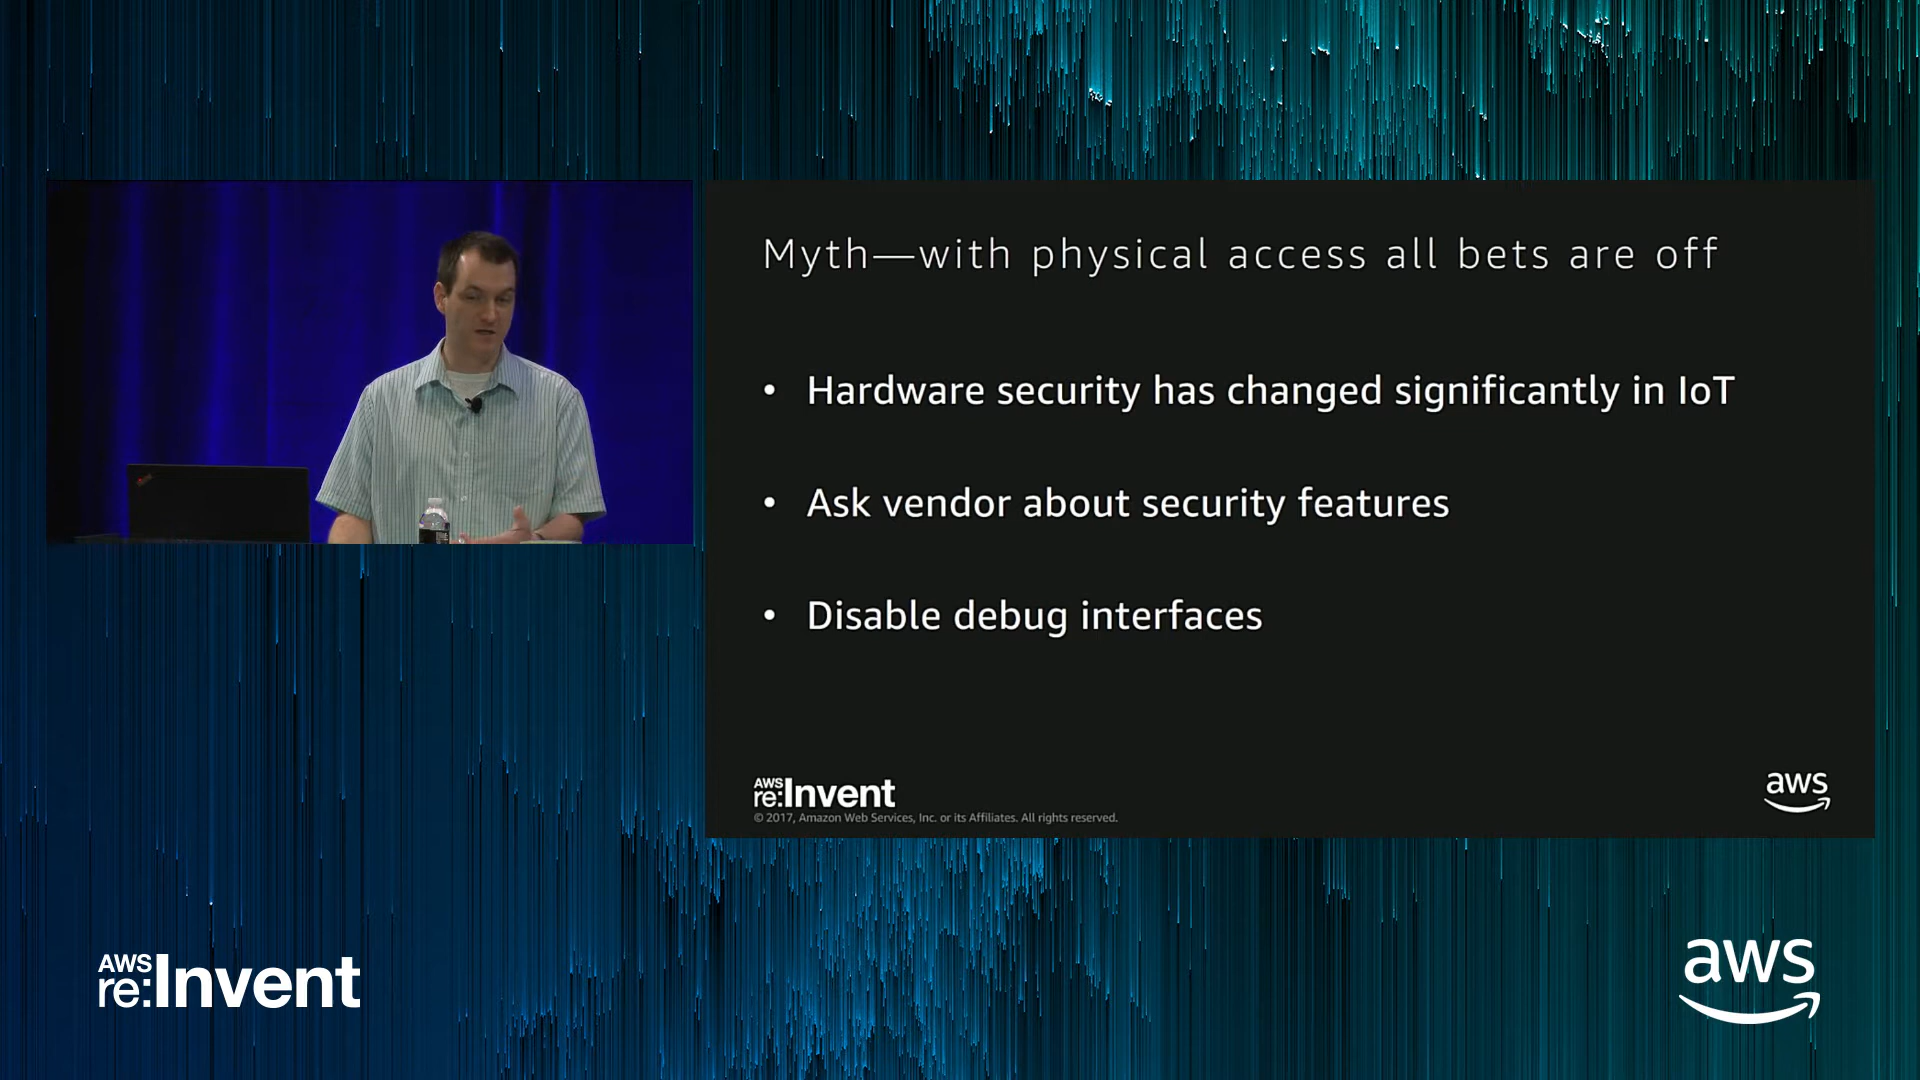 Myth—with physical access all bets are off
• Hardware security has changed significantly in IoT
• Ask vendor about security features
• Disable debug interfaces
AWS
re:Invent
© 2017, Amazon Web Services, Inc. or its Affiliates. All rights reserved.
aws
AWS
re:Invent
aws